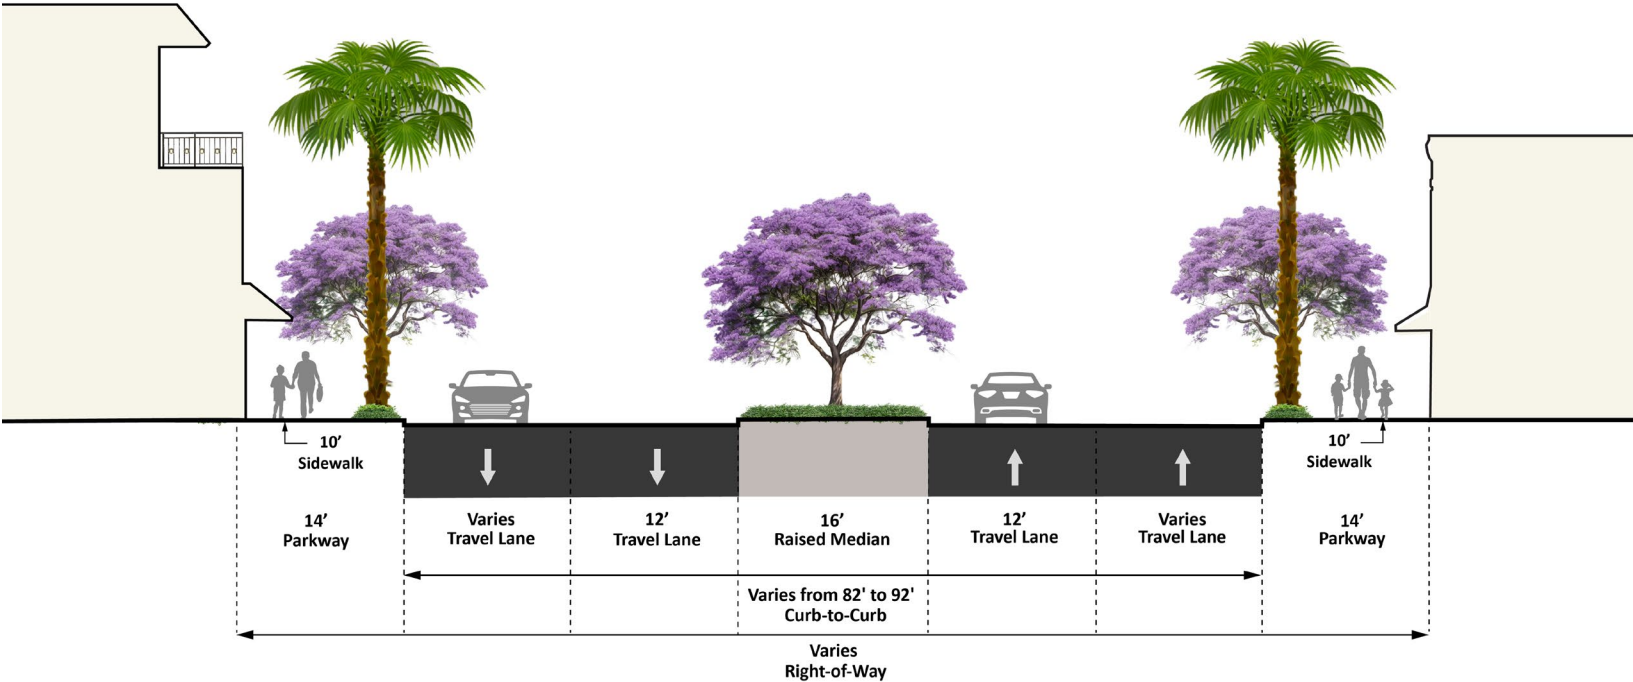 10’
Sidewalk
10’
Sidewalk
14’
Parkway
Varies
Travel Lane
12’
Travel Lane
16’
Raised Median
12’
Travel Lane
Varies
Travel Lane
14’
Parkway
Varies from 82' to 92'
Curb-to-Curb
Varies
Right-of-Way